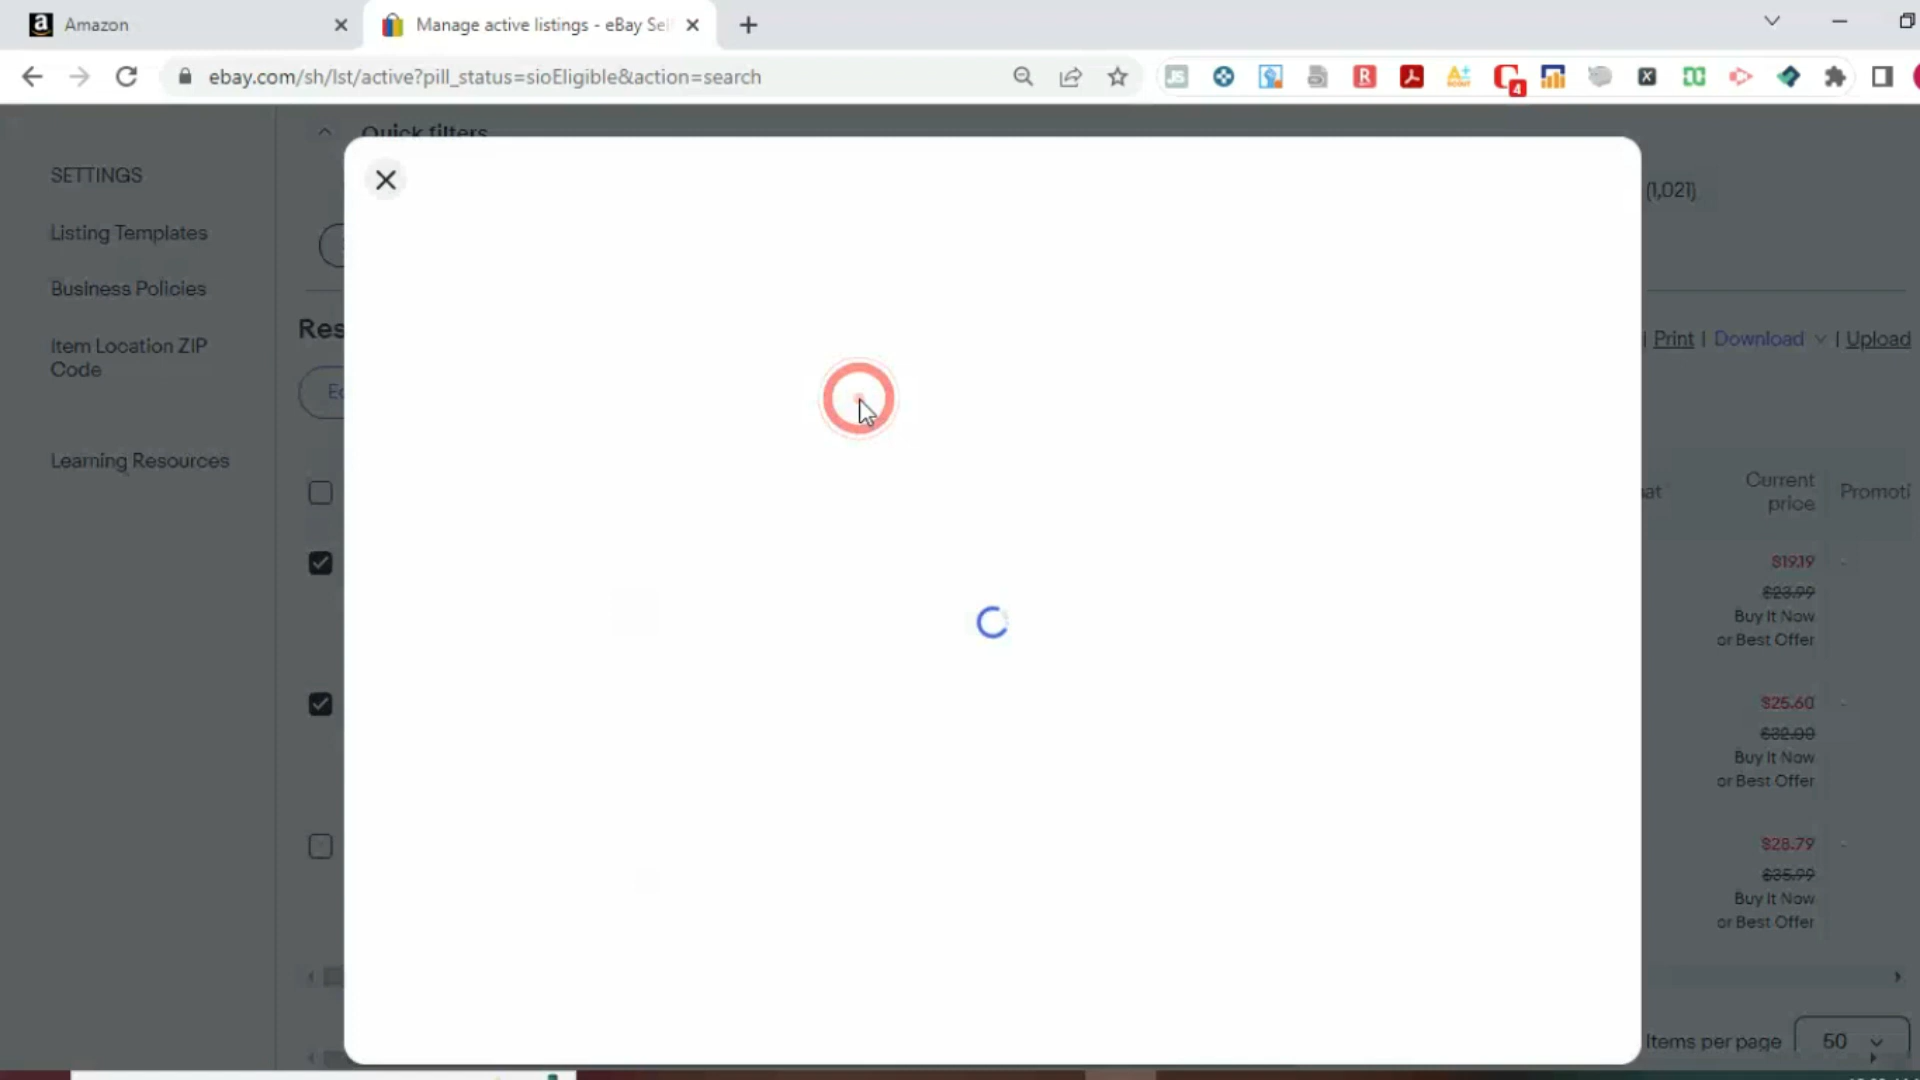 Amazon
Manage active listings - eBay Sel
ebay.com/sh/lst/active?pill_status=sioEligible&action=search
4
Quick filters
SETTINGS
(1,021)
Listing Templates
Business Policies
Res
Item Location ZIP
Code
| Print | Download | Upload
Learning Resources
Current
price
Promoti
$19.19
$23.99
Buy It Now
or Best Offer
$25.60
$32.00
Buy It Now
or Best Offer
$28.79
$35.99
Buy It Now
or Best Offer
Items per page
50